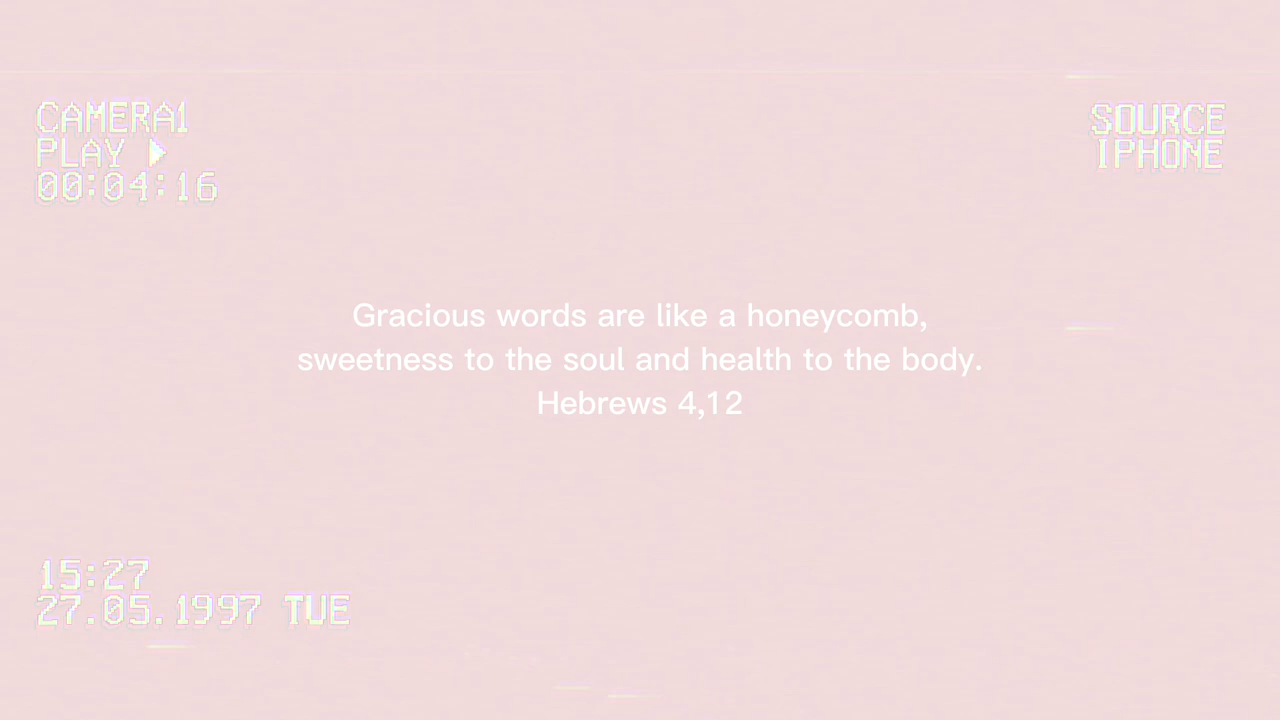 CAMERA1
PLAY ▶
00:04:16
SOURCE
IPHONE
Gracious words are like a honeycomb,
sweetness to the soul and health to the body.
Hebrews 4,12
15:27
27.05.1997 TUE